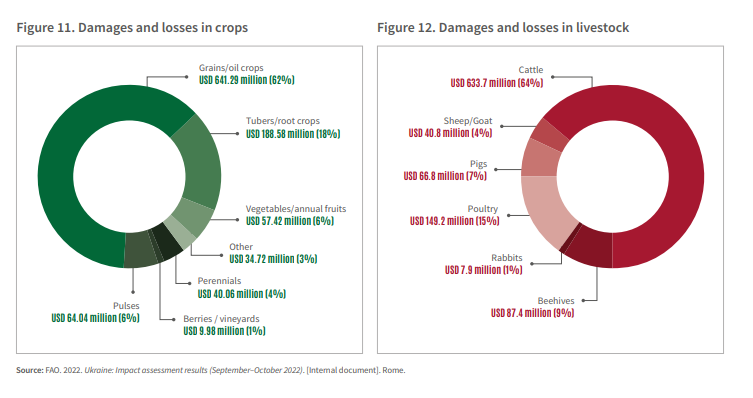 Figure 11. Damages and losses in crops
Grains/oil crops
USD 641.29 million (62%)
Tubers/root crops
USD 188.58 million (18%)
Vegetables/annual fruits
USD 57.42 million (6%)
Other
USD 34.72 million (3%)
Perennials
USD 40.06 million (4%)
Berries / vineyards
USD 9.98 million (1%)
Pulses
USD 64.04 million (6%)
Figure 12. Damages and losses in livestock
Cattle
USD 633.7 million (64%)
Sheep/Goat
USD 40.8 million (4%)
Pigs
USD 66.8 million (7%)
Poultry
USD 149.2 million (15%)
Rabbits
USD 7.9 million (1%)
Beehives
USD 87.4 million (9%)
Source: FAO. 2022. Ukraine: Impact assessment results (September–October 2022). [Internal document]. Rome.